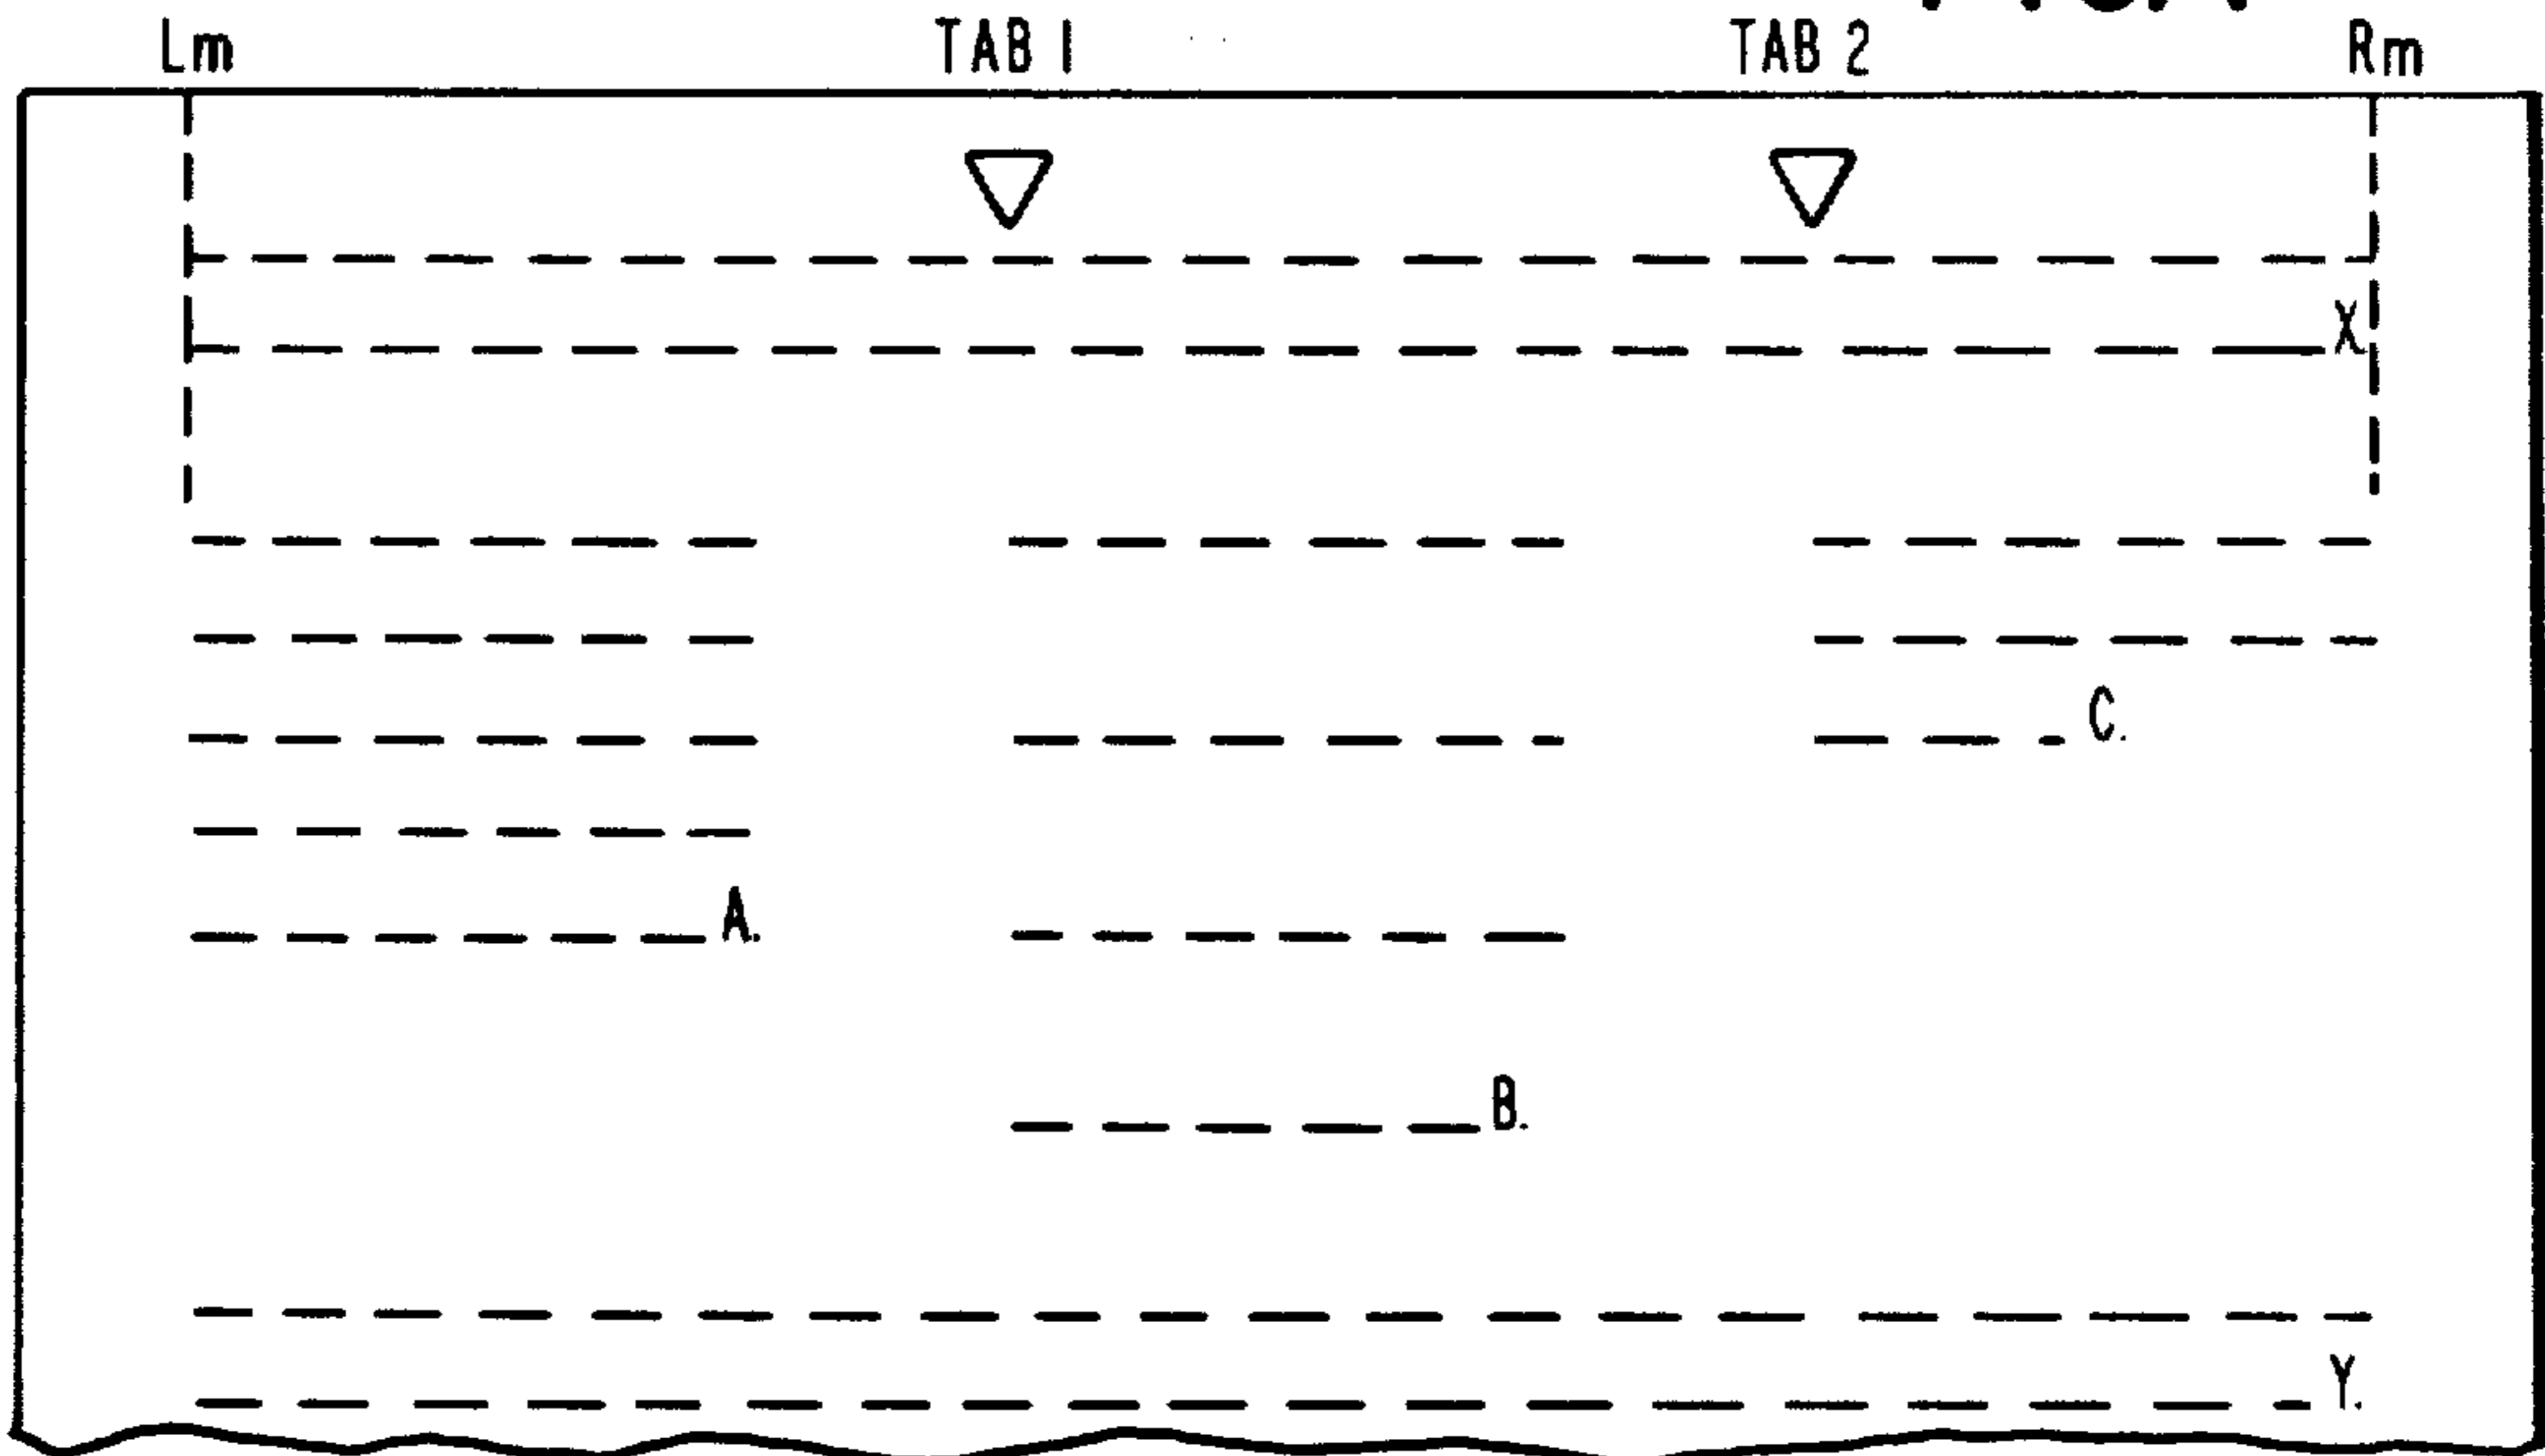 Lm TAB 1 TAB 2 Rm
X.
C.
A.
B.
Y.